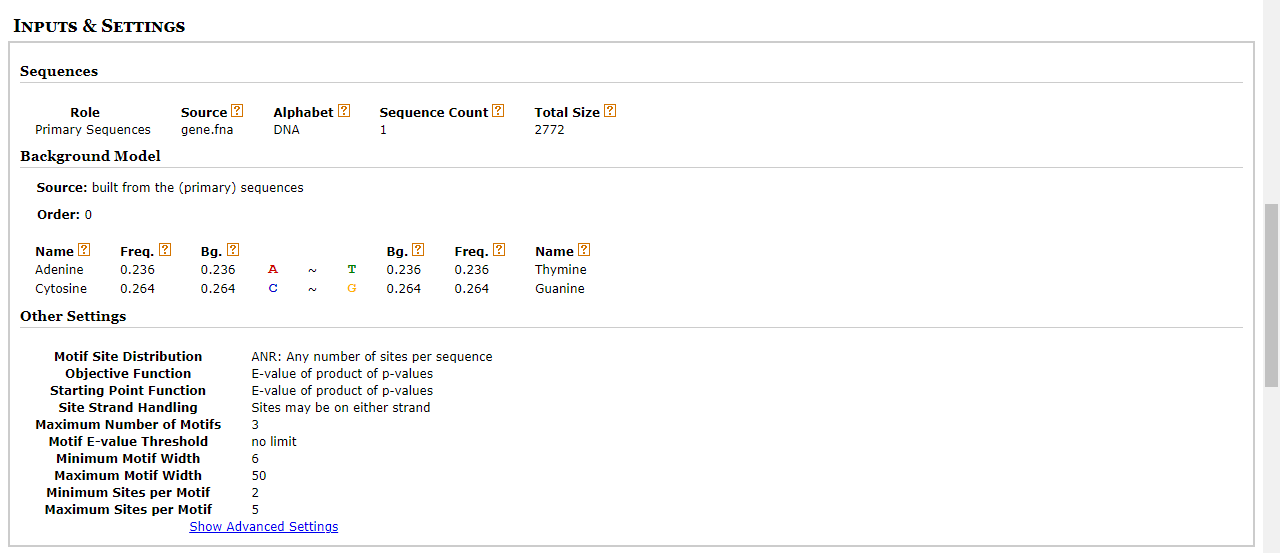 INPUTS & SETTINGS
Sequences
Role Source ? Alphabet ? Sequence Count ? Total Size ?
Primary Sequences gene.fna DNA 1 2772
Background Model
Source: built from the (primary) sequences
Order: 0
Name ? Freq. ? Bg. ? Bg. ? Freq. ? Name ?
Adenine 0.236 0.236 A ~ T 0.236 0.236 Thymine
Cytosine 0.264 0.264 C ~ G 0.264 0.264 Guanine
Other Settings
Motif Site Distribution ANR: Any number of sites per sequence
Objective Function E-value of product of p-values
Starting Point Function E-value of product of p-values
Site Strand Handling Sites may be on either strand
Maximum Number of Motifs 3
Motif E-value Threshold no limit
Minimum Motif Width 6
Maximum Motif Width 50
Minimum Sites per Motif 2
Maximum Sites per Motif 5
Show Advanced Settings